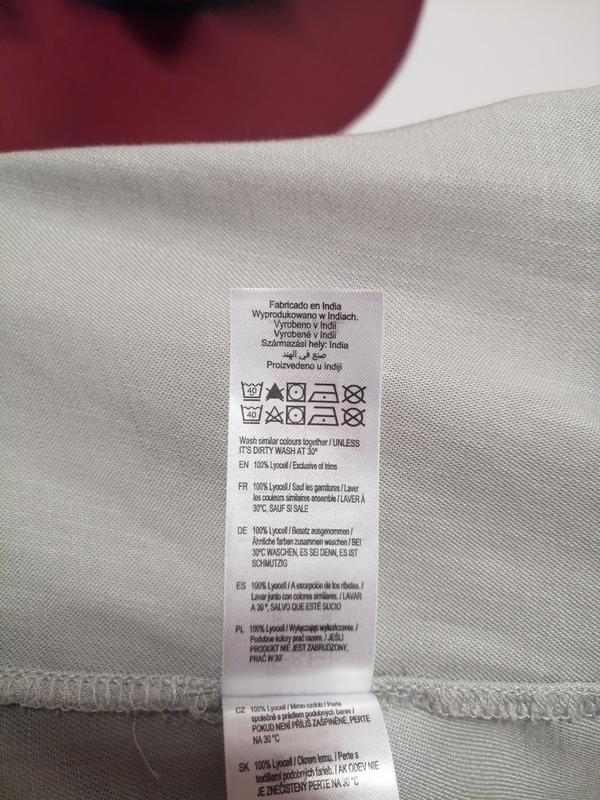 Fabricado en India
Wyprodukowano w Indiach.
Vyrobeno v Indii
Vyrobené v Indii
Származási hely: India
صنع في الهند
Proizvedeno u indiji
40
40
Wash similar colours together / UNLESS
IT'S DIRTY WASH AT 30º
EN 100% Lyocell / Exclusive of trims
FR 100% Lyocell / Sauf les garnitures / Laver
les couleurs similaires ensemble / LAVER À
30°C, SAUF SI SALE
DE 100% Lyocell / Besatz ausgenommen /
Ähnliche farben zusammen waschen / BEI
30ºC WASCHEN, ES SEI DENN, ES IST
SCHMUTZIG
ES 100% Lyocell / A excepción de los ribetes. /
Lavar junto con colores similares. / LAVAR
A 30 º, SALVO QUE ESTÉ SUCIO
PL 100% Lyocell / Wyłączając wykończenie. /
Podobne kolory prać razem. / JEŚLI
PRODUKT NIE JEST ZABRUDZONY,
PRAĆ W 30˚
CZ 100% Lyocell / Mimo ozdob / Perte
společně s prádlem podobných barev /
POKUD NENÍ PŘÍLIŠ ZAŠPINĚNÉ, PERTE
NA 30 °C
SK 100% Lyocell / Okrem lemu. / Perte s
textíliami podobných farieb. / AK ODEV NIE
JE ZNEČISTENÝ PERTE NA 30 °C